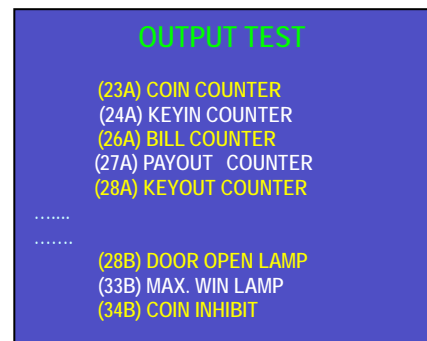 OUTPUT TEST
(23A) COIN COUNTER
(24A) KEYIN COUNTER
(26A) BILL COUNTER
(27A) PAYOUT COUNTER
(28A) KEYOUT COUNTER
…....
…….
(28B) DOOR OPEN LAMP
(33B) MAX. WIN LAMP
(34B) COIN INHIBIT